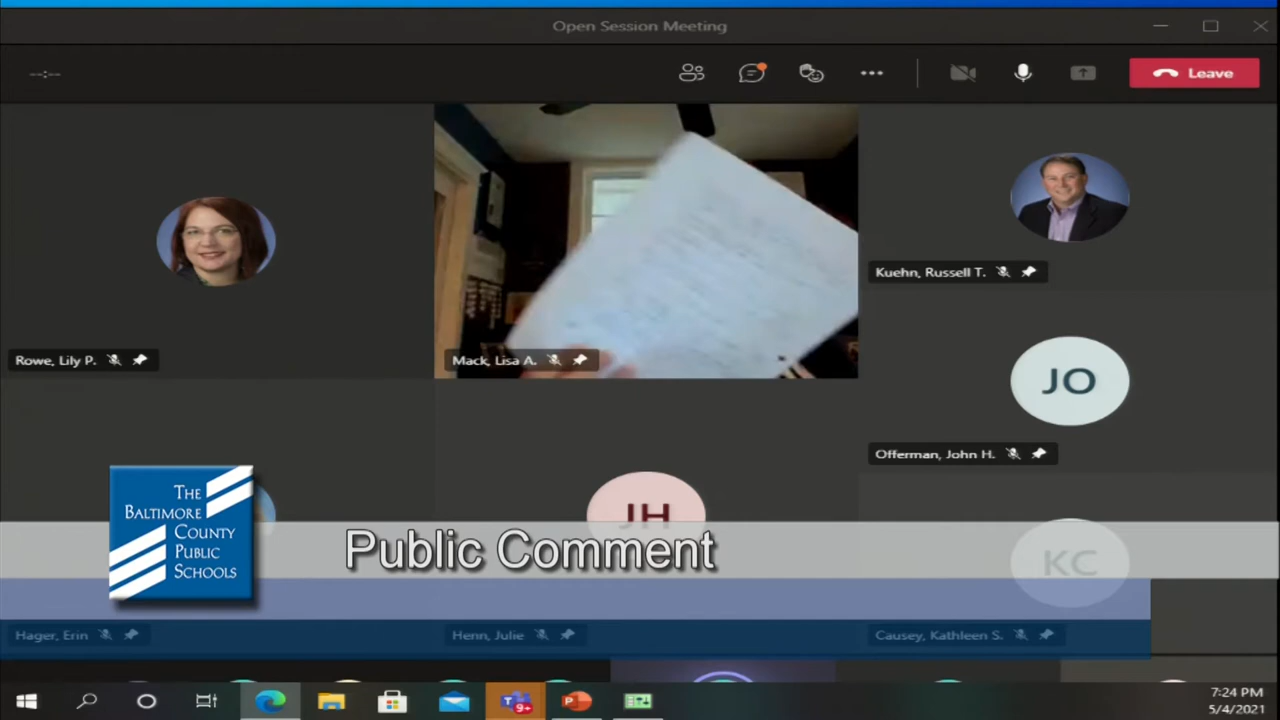 Open Session Meeting
--:--
Leave
Rowe, Lily P.
Mack, Lisa A.
Kuehn, Russell T.
JO
Offerman, John H.
THE
BALTIMORE
COUNTY
PUBLIC
SCHOOLS
Public Comment
JH
KC
Hager, Erin
Henn, Julie
Causey, Kathleen S.
9+
7:24 PM
5/4/2021